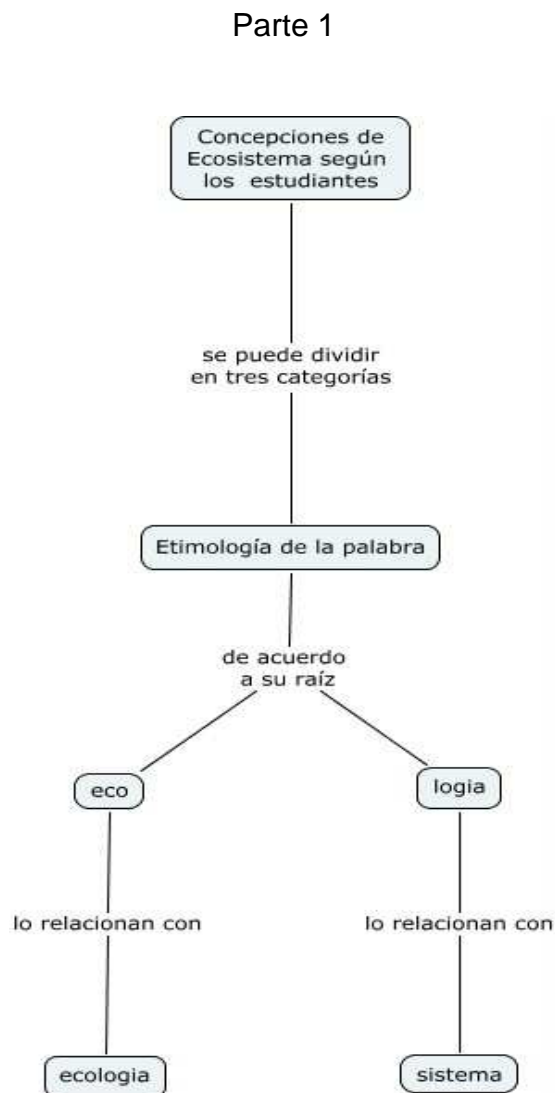 Parte 1
Concepciones de
Ecosistema según
los estudiantes
se puede dividir
en tres categorías
Etimología de la palabra
de acuerdo
a su raíz
eco
logia
lo relacionan con
lo relacionan con
ecologia
sistema